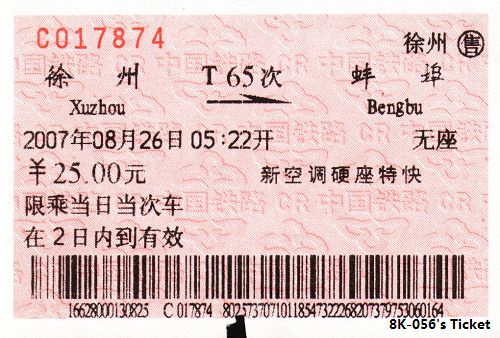 C017874
徐州 售
徐州 T65次 蚌埠
Xuzhou Bengbu
2007年08月26日05:22开 无座
¥25.00元 新空调硬座特快
限乘当日当次车
在2日内到有效
16628000130825 C 017874 8025737071011854732226820737979753060164
8K-056's Ticket